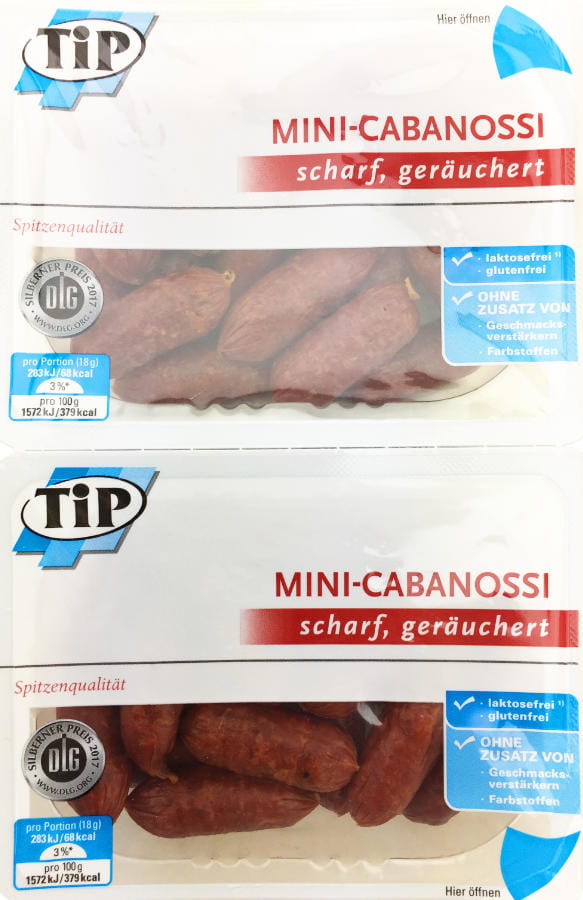 TiP
Hier öffnen
MINI-CABANOSSI
scharf, geräuchert
Spitzenqualität
SILBERNER PREIS 2017
DLG
· WWW.DLG.ORG ·
· laktosefrei ¹⁾
· glutenfrei
OHNE
ZUSATZ VON
· Geschmacks-
verstärkern
· Farbstoffen
pro Portion (18g)
283kJ/68kcal
3%*
pro 100g
1572kJ/379kcal
TiP
MINI-CABANOSSI
scharf, geräuchert
Spitzenqualität
SILBERNER PREIS 2017
DLG
· WWW.DLG.ORG ·
· laktosefrei ¹⁾
· glutenfrei
OHNE
ZUSATZ VON
· Geschmacks-
verstärkern
· Farbstoffen
pro Portion (18g)
283kJ/68kcal
3%*
pro 100g
1572kJ/379kcal
Hier öffnen